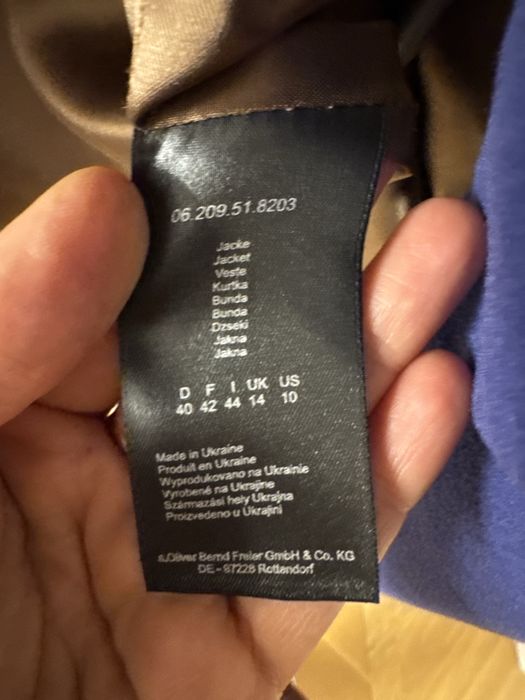 06.209.51.8203
Jacke
Jacket
Veste
Kurtka
Bunda
Bunda
Dzseki
Jakna
Jakna
D F I UK US
40 42 44 14 10
Made in Ukraine
Produit en Ukraine
Wyprodukowano na Ukrainie
Vyrobené na Ukrajine
Származási hely Ukrajna
Proizvedeno u Ukrajini
s.Oliver Bernd Freier GmbH & Co. KG
DE-97228 Rottendorf